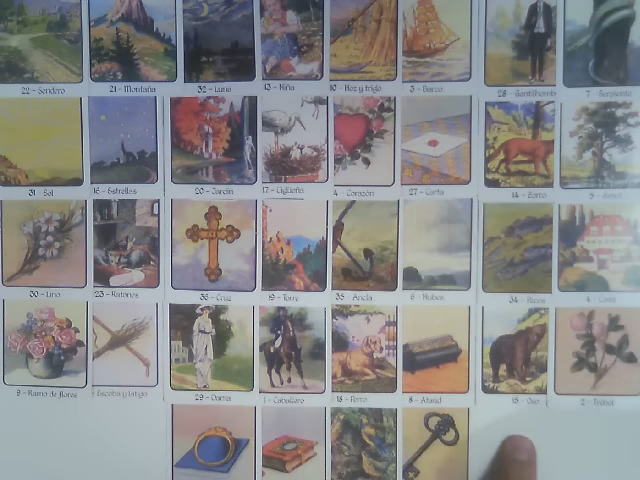 22 - Sendero
21 - Montaña
32 - Luna
13 - Niña
10 - Hoz y trigo
3 - Barco
28 - Gentilhomb
7 - Serpiente
31 - Sol
16 - Estrellas
20 - Jardín
17 - Cigüeña
4 - Corazón
27 - Carta
14 - Zorro
5 -
30 - Lirio
23 - Ratones
36 - Cruz
19 - Torre
35 - Ancla
6 - Nubes
34 - Peces
4 - Casa
9 - Ramo de flores
Escoba y látigo
29 - Dama
1 - Caballero
18 - Perro
8 - Ataúd
15 - Oso
2 - Trébol